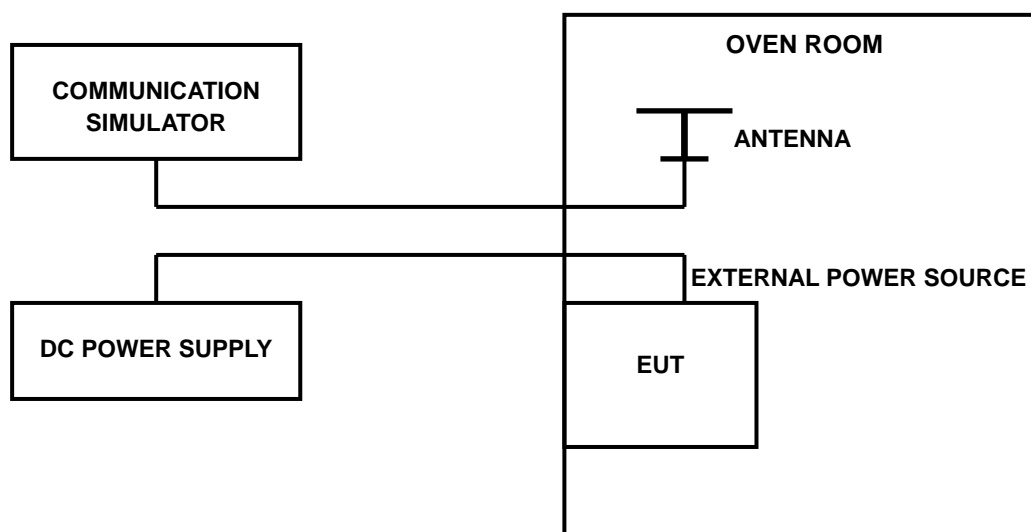 OVEN ROOM
COMMUNICATION
SIMULATOR
ANTENNA
EXTERNAL POWER SOURCE
DC POWER SUPPLY
EUT